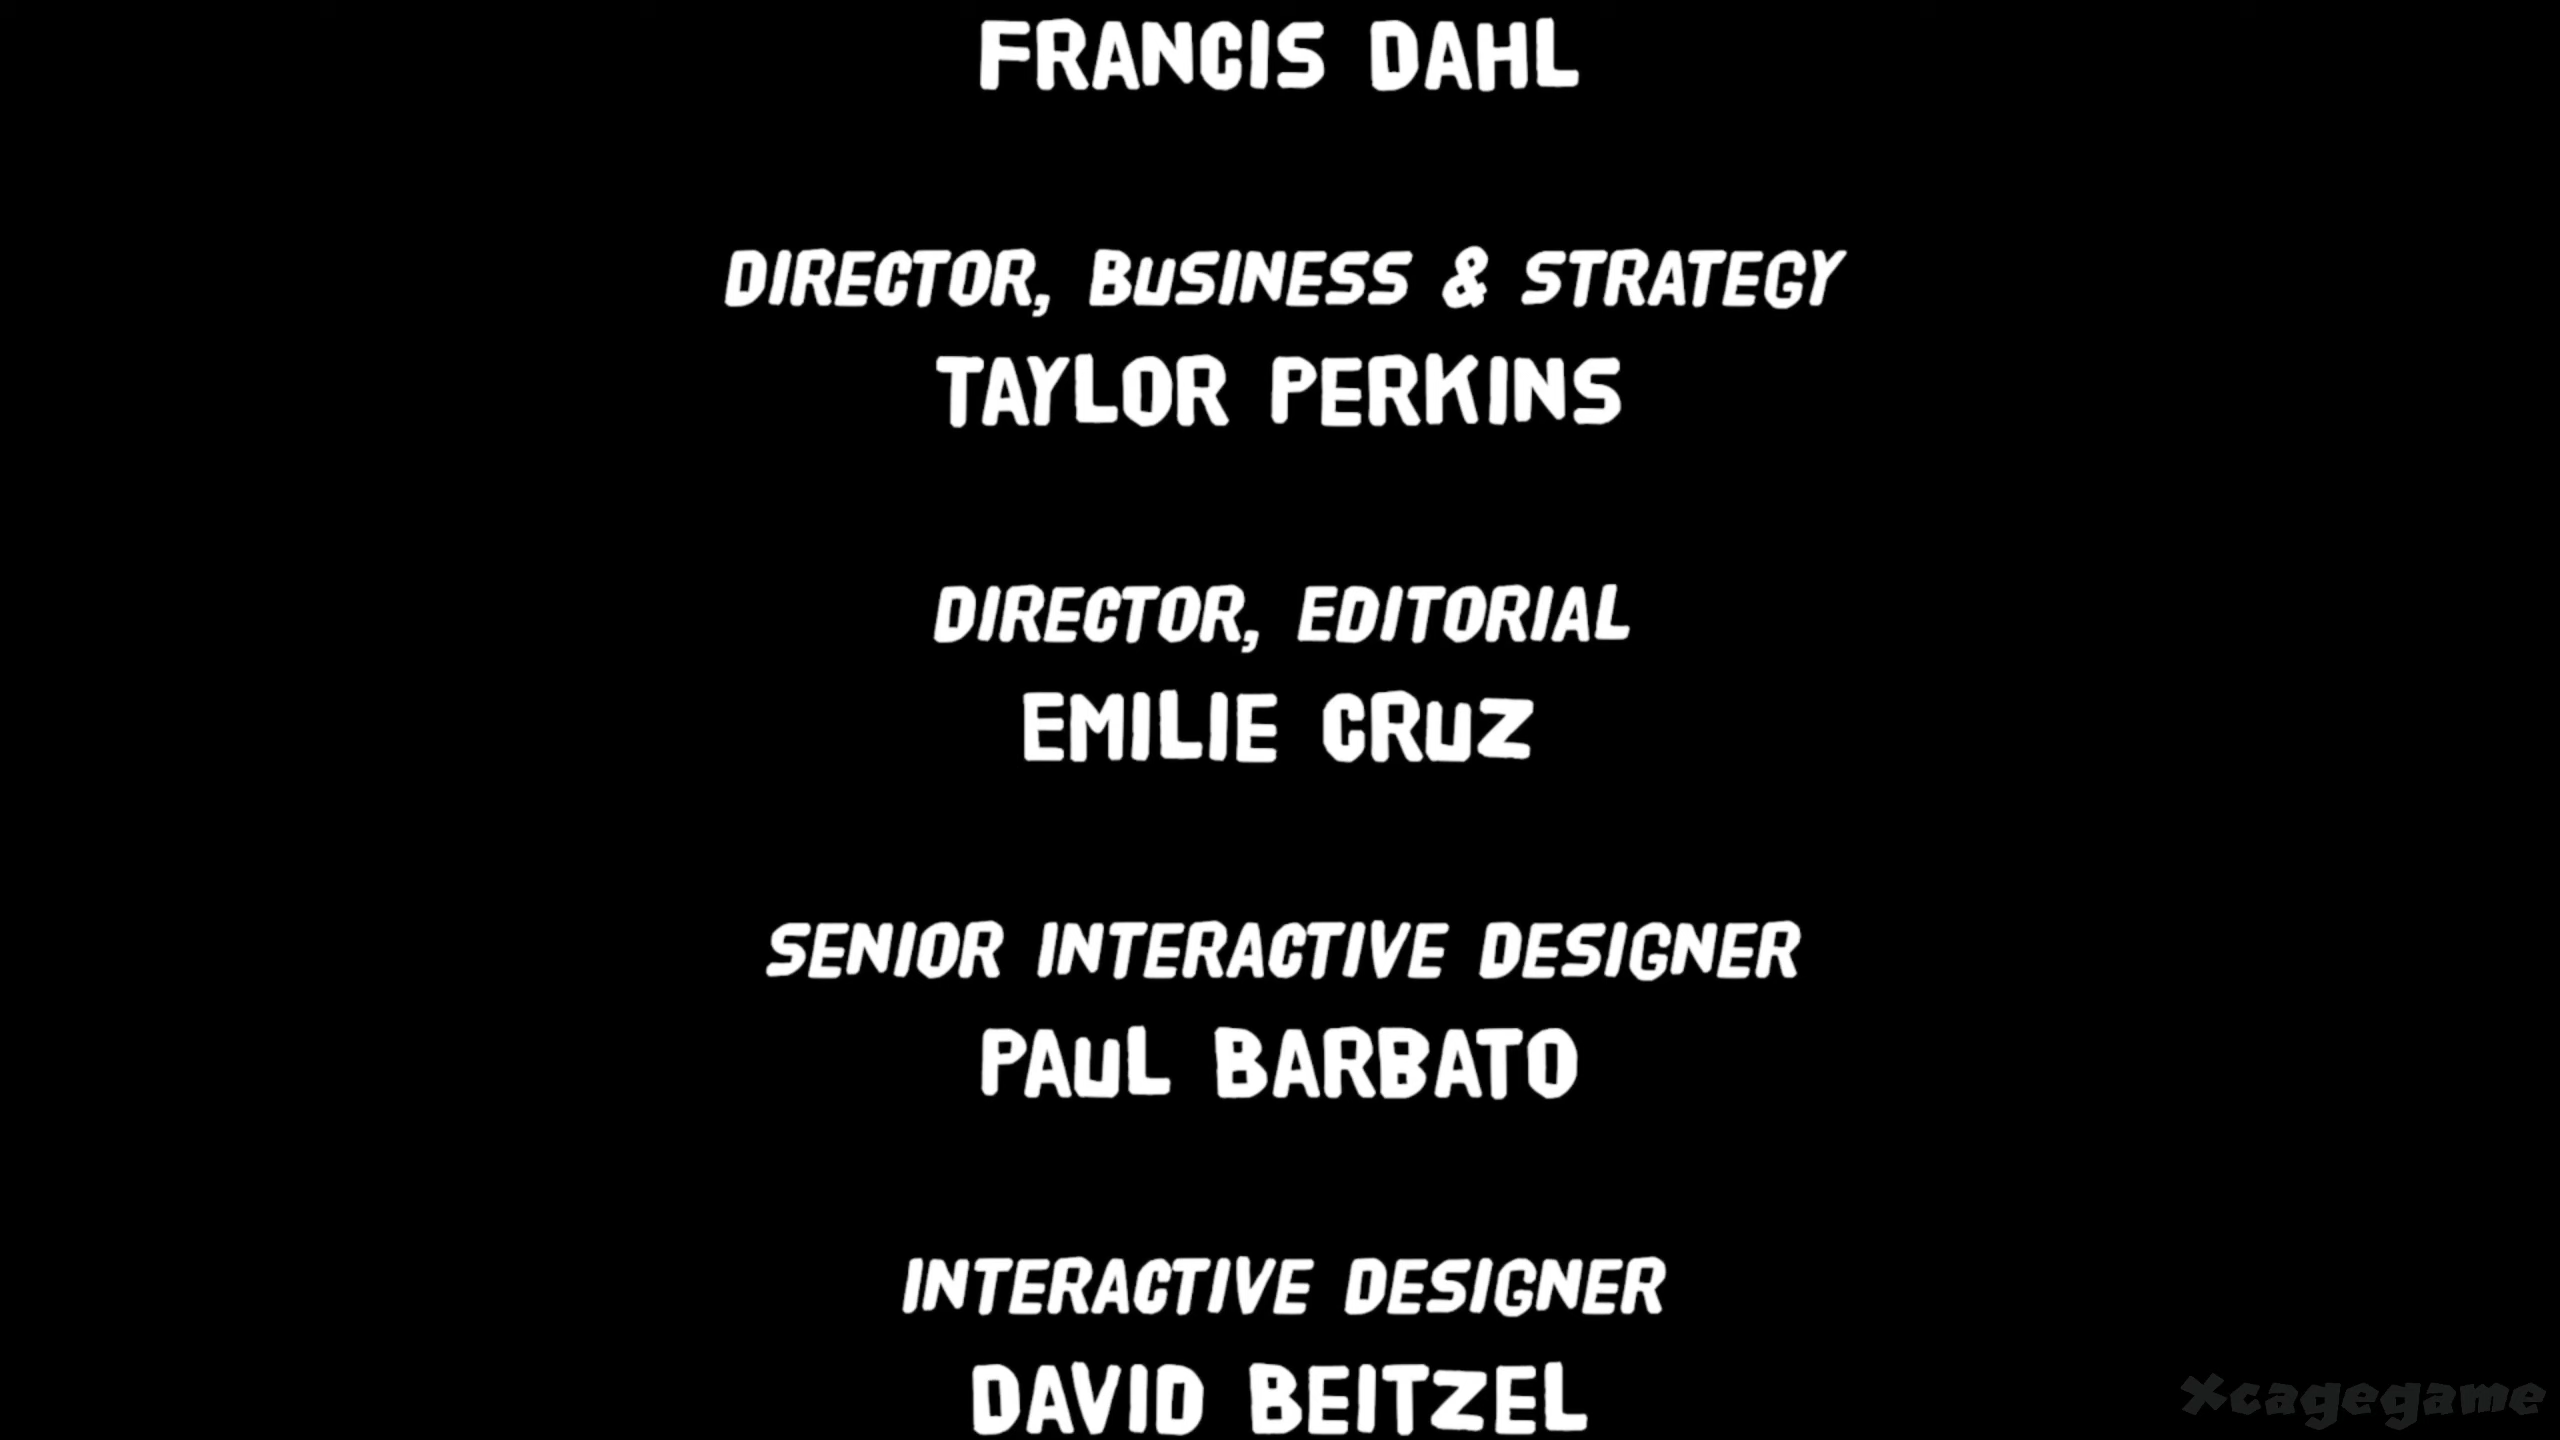 FRANCIS DAHL
DIRECTOR, BUSINESS & STRATEGY
TAYLOR PERKINS
DIRECTOR, EDITORIAL
EMILIE CRUZ
SENIOR INTERACTIVE DESIGNER
PAUL BARBATO
INTERACTIVE DESIGNER
DAVID BEITZEL
Xcagegame